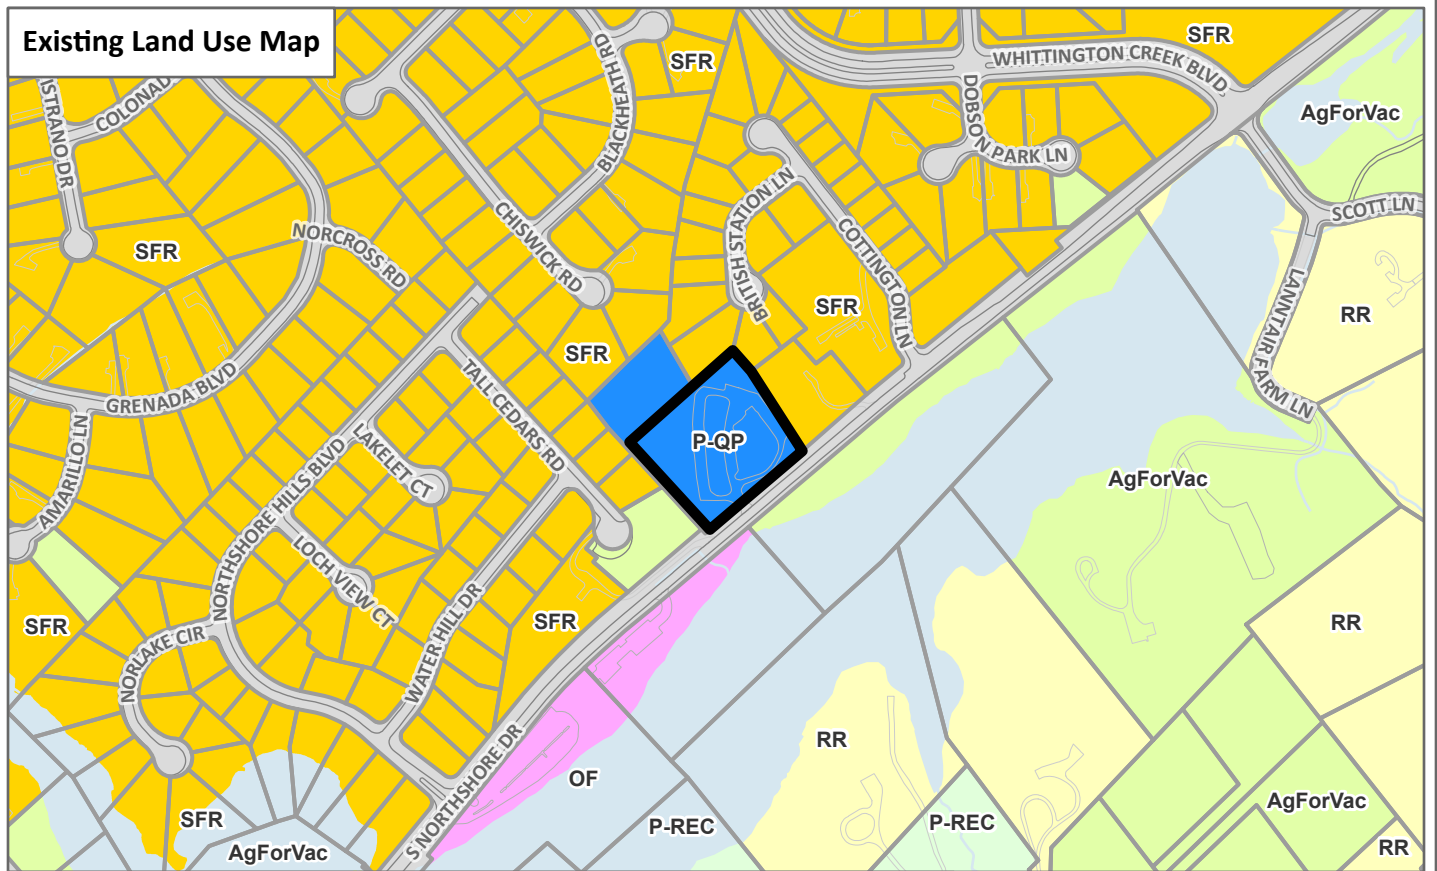 Existing Land Use Map
SFR
WHITTINGTON CREEK BLVD
SFR
BLACKHEATH RD
COLONAD
ISTRANO DR
DOBSON PARK LN
AgForVac
BRITISH STATION LN
SCOTT LN
CHISWICK RD
COTTINGTON LN
NORCROSS RD
SFR
LANNTAIR FARM LN
SFR
RR
SFR
GRENADA BLVD
TALL CEDARS RD
P-QP
AMARILLO LN
NORTHSHORE HILLS BLVD
LAKELET CT
AgForVac
LOCH VIEW CT
SFR
SFR
RR
NORLAKE CIR
WATER HILL DR
RR
S NORTHSHORE DR
OF
AgForVac
SFR
P-REC
P-REC
AgForVac
RR